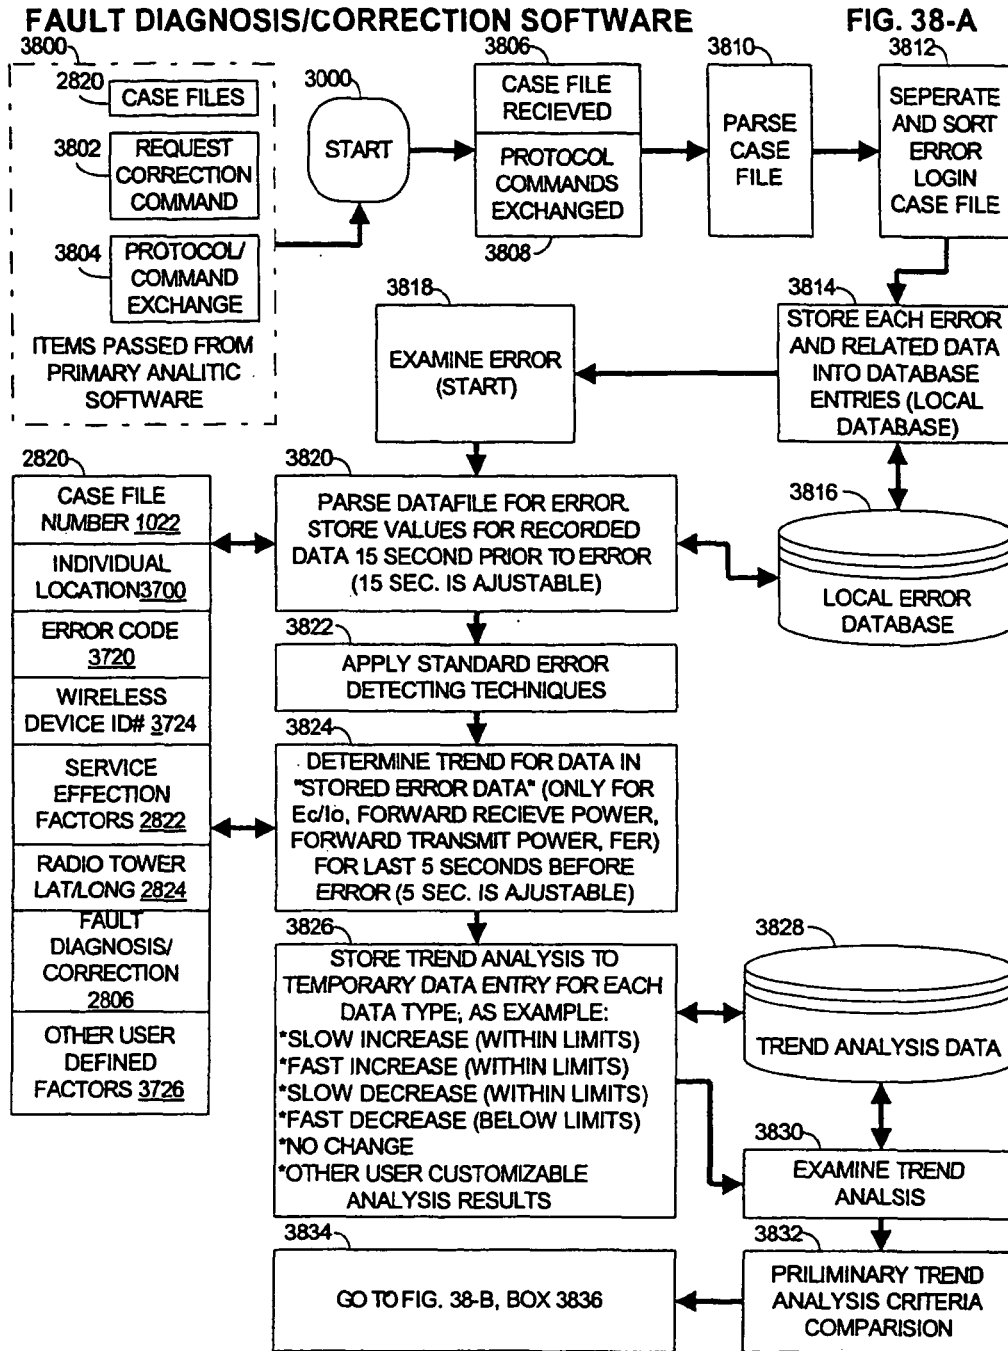 FAULT DIAGNOSIS/CORRECTION SOFTWARE
FIG. 38-A
3800
2820
CASE FILES
3802
REQUEST
CORRECTION
COMMAND
3804
PROTOCOL/
COMMAND
EXCHANGE
ITEMS PASSED FROM
PRIMARY ANALITIC
SOFTWARE
3000
START
3806
CASE FILE
RECIEVED
PROTOCOL
COMMANDS
EXCHANGED
3808
3810
PARSE
CASE
FILE
3812
SEPERATE
AND SORT
ERROR
LOGIN
CASE FILE
3814
STORE EACH ERROR
AND RELATED DATA
INTO DATABASE
ENTRIES (LOCAL
DATABASE)
3816
LOCAL ERROR
DATABASE
3818
EXAMINE ERROR
(START)
2820
CASE FILE
NUMBER 1022
INDIVIDUAL
LOCATION3700
ERROR CODE
3720
WIRELESS
DEVICE ID# 3724
SERVICE
EFFECTION
FACTORS 2822
RADIO TOWER
LAT/LONG 2824
FAULT
DIAGNOSIS/
CORRECTION
2806
OTHER USER
DEFINED
FACTORS 3726
3820
PARSE DATAFILE FOR ERROR.
STORE VALUES FOR RECORDED
DATA 15 SECOND PRIOR TO ERROR
(15 SEC. IS AJUSTABLE)
3822
APPLY STANDARD ERROR
DETECTING TECHNIQUES
3824
DETERMINE TREND FOR DATA IN
"STORED ERROR DATA" (ONLY FOR
Ec/Io, FORWARD RECIEVE POWER,
FORWARD TRANSMIT POWER, FER)
FOR LAST 5 SECONDS BEFORE
ERROR (5 SEC. IS AJUSTABLE)
3826
STORE TREND ANALYSIS TO
TEMPORARY DATA ENTRY FOR EACH
DATA TYPE, AS EXAMPLE:
*SLOW INCREASE (WITHIN LIMITS)
*FAST INCREASE (WITHIN LIMITS)
*SLOW DECREASE (WITHIN LIMITS)
*FAST DECREASE (BELOW LIMITS)
*NO CHANGE
*OTHER USER CUSTOMIZABLE
ANALYSIS RESULTS
3828
TREND ANALYSIS DATA
3830
EXAMINE TREND
ANALSIS
3832
PRILIMINARY TREND
ANALYSIS CRITERIA
COMPARISION
3834
GO TO FIG. 38-B, BOX 3836